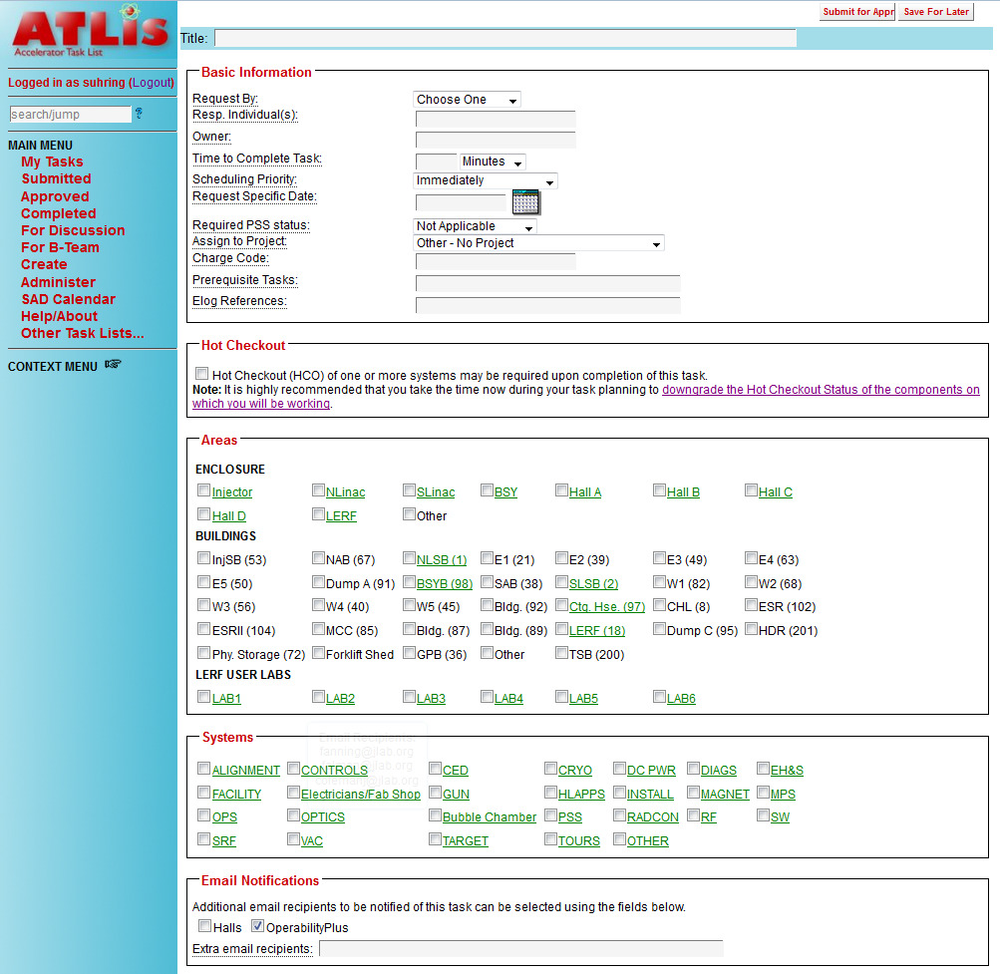 ATLis
Accelerator Task List
Logged in as suhring (Logout)
search/jump ?
MAIN MENU
My Tasks
Submitted
Approved
Completed
For Discussion
For B-Team
Create
Administer
SAD Calendar
Help/About
Other Task Lists...
CONTEXT MENU
Submit for Appr Save For Later
Title:
Basic Information
Request By: Choose One
Resp. Individual(s):
Owner:
Time to Complete Task: Minutes
Scheduling Priority: Immediately
Request Specific Date:
Required PSS status: Not Applicable
Assign to Project: Other - No Project
Charge Code:
Prerequisite Tasks:
Elog References:
Hot Checkout
Hot Checkout (HCO) of one or more systems may be required upon completion of this task.
Note: It is highly recommended that you take the time now during your task planning to downgrade the Hot Checkout Status of the components on
which you will be working.
Areas
ENCLOSURE
Injector NLinac SLinac BSY Hall A Hall B Hall C
Hall D LERF Other
BUILDINGS
InjSB (53) NAB (67) NLSB (1) E1 (21) E2 (39) E3 (49) E4 (63)
E5 (50) Dump A (91) BSYB (98) SAB (38) SLSB (2) W1 (82) W2 (68)
W3 (56) W4 (40) W5 (45) Bldg. (92) Ctg. Hse. (97) CHL (8) ESR (102)
ESRII (104) MCC (85) Bldg. (87) Bldg. (89) LERF (18) Dump C (95) HDR (201)
Phy. Storage (72) Forklift Shed GPB (36) Other TSB (200)
LERF USER LABS
LAB1 LAB2 LAB3 LAB4 LAB5 LAB6
Systems
Email Recipients:
fanning@jlab.org
ALIGNMENT CONTROLS CED CRYO DC PWR DIAGS EH&S
FACILITY Electricians/Fab Shop GUN HLAPPS INSTALL MAGNET MPS
OPS OPTICS Bubble Chamber PSS RADCON RF SW
SRF VAC TARGET TOURS OTHER
Email Notifications
Additional email recipients to be notified of this task can be selected using the fields below.
Halls OperabilityPlus
Extra email recipients: